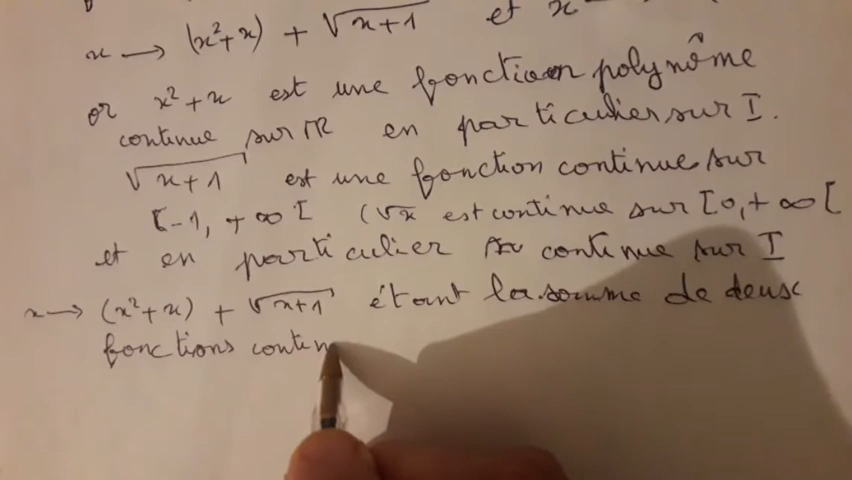 x → (x²+x) + √x+1 et x
or x²+x est une fonction polynôme
continue sur ℝ en particulier sur I.
√x+1 est une fonction continue sur
[-1, +∞[ (√x est continue sur [0,+∞[
et en particulier continue sur I
x → (x²+x) + √x+1 étant la somme de deux
fonctions contin